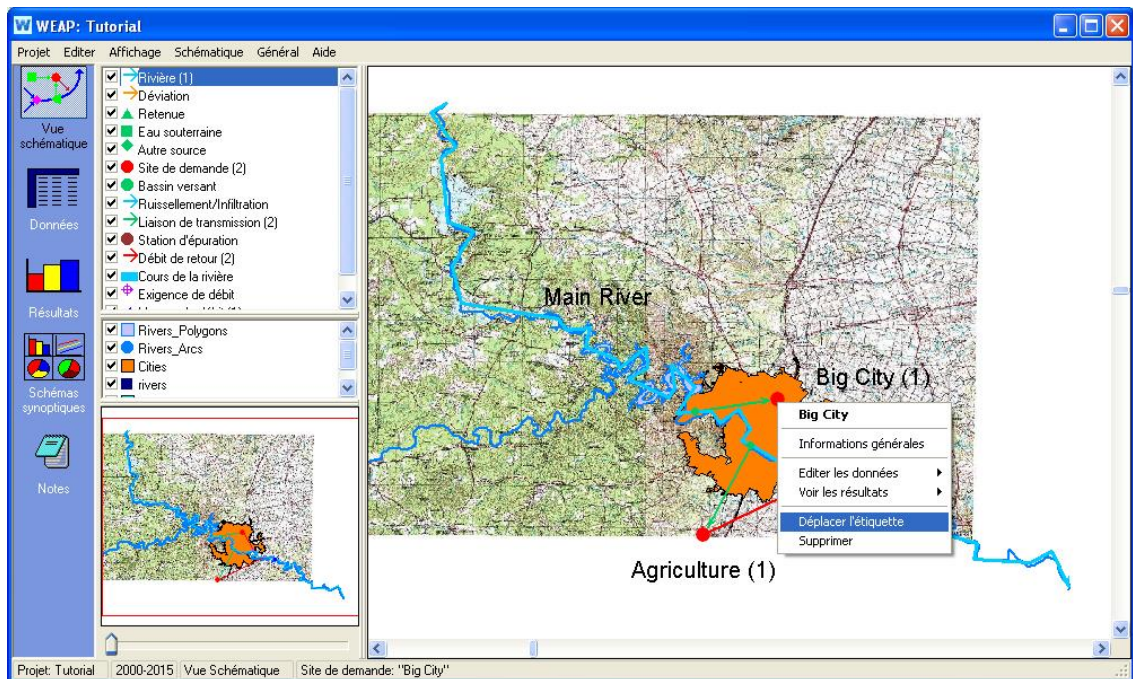 WEAP: Tutorial
Projet Editer Affichage Schématique Général Aide
Vue schématique
Données
Résultats
Schémas synoptiques
Notes
Rivière (1)
Déviation
Retenue
Eau souterraine
Autre source
Site de demande (2)
Bassin versant
Ruissellement/Infiltration
Liaison de transmission (2)
Station d'épuration
Débit de retour (2)
Cours de la rivière
Exigence de débit
Rivers_Polygons
Rivers_Arcs
Cities
rivers
Main River
Big City (1)
Big City
Informations générales
Editer les données
Voir les résultats
Déplacer l'étiquette
Supprimer
Agriculture (1)
Projet: Tutorial 2000-2015 Vue Schématique Site de demande: "Big City"